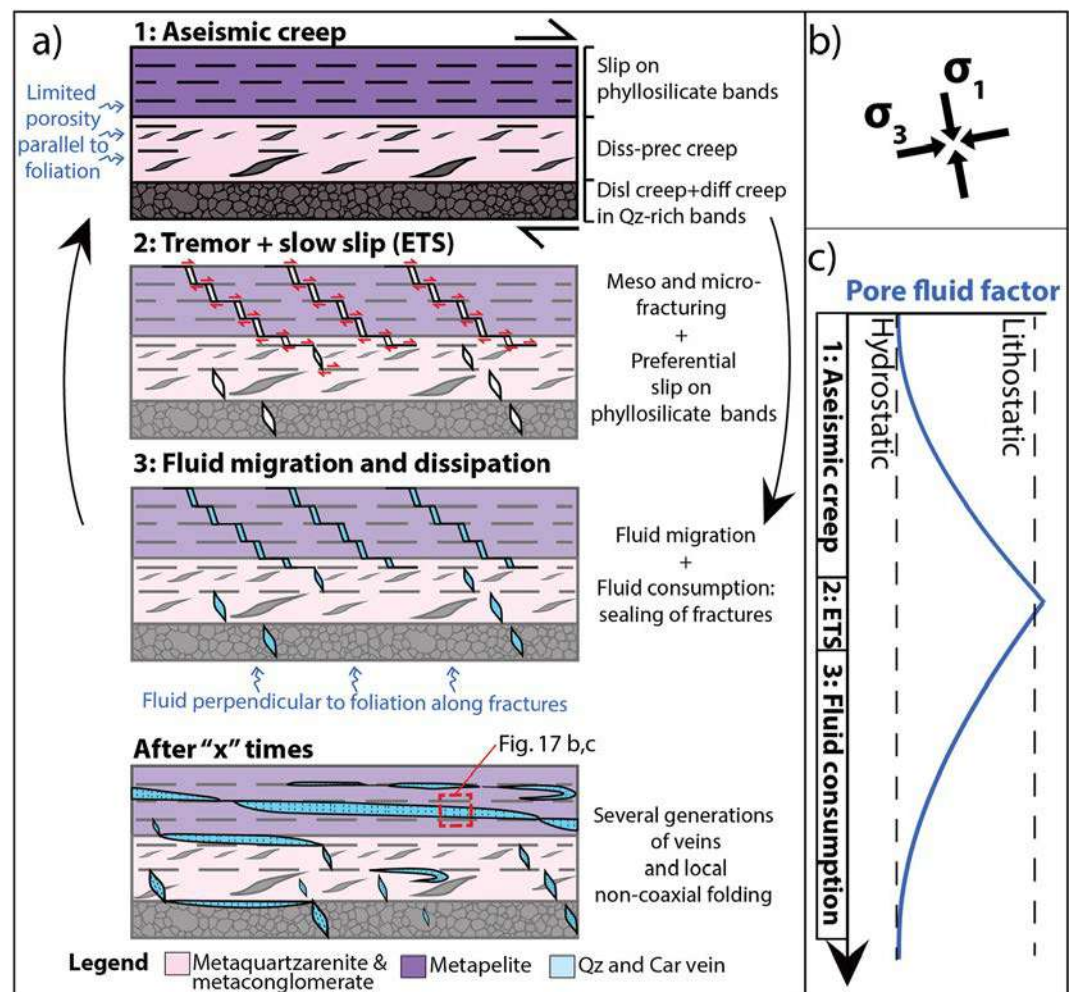 a)
1: Aseismic creep
Limited
porosity
parallel to
foliation
Slip on
phyllosilicate bands
Diss-prec creep
Disl creep+diff creep
in Qz-rich bands
2: Tremor + slow slip (ETS)
Meso and micro-
fracturing
+
Preferential
slip on
phyllosilicate bands
3: Fluid migration and dissipation
Fluid migration
+
Fluid consumption:
sealing of fractures
Fluid perpendicular to foliation along fractures
After "x" times
Fig. 17 b,c
Several generations
of veins
and local
non-coaxial folding
Legend
Metaquartzarenite &
metaconglomerate
Metapelite
Qz and Car vein
b)
σ1
σ3
c)
Pore fluid factor
Hydrostatic
Lithostatic
1: Aseismic creep
2: ETS
3: Fluid consumption